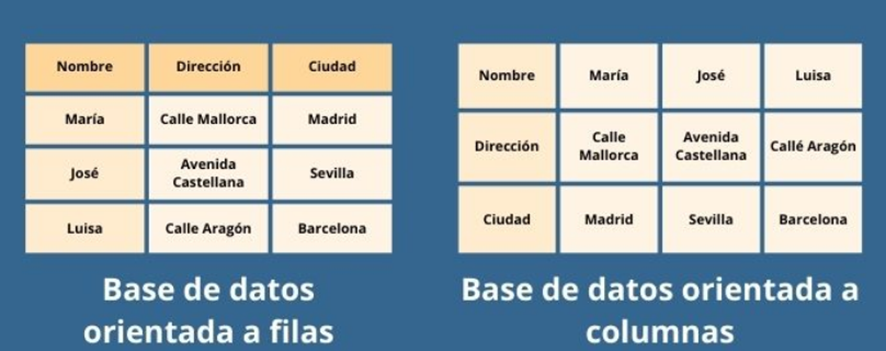 Nombre Dirección Ciudad
María Calle Mallorca Madrid
José Avenida Castellana Sevilla
Luisa Calle Aragón Barcelona
Base de datos
orientada a filas
Nombre María José Luisa
Dirección Calle Mallorca Avenida Castellana Callé Aragón
Ciudad Madrid Sevilla Barcelona
Base de datos orientada a
columnas